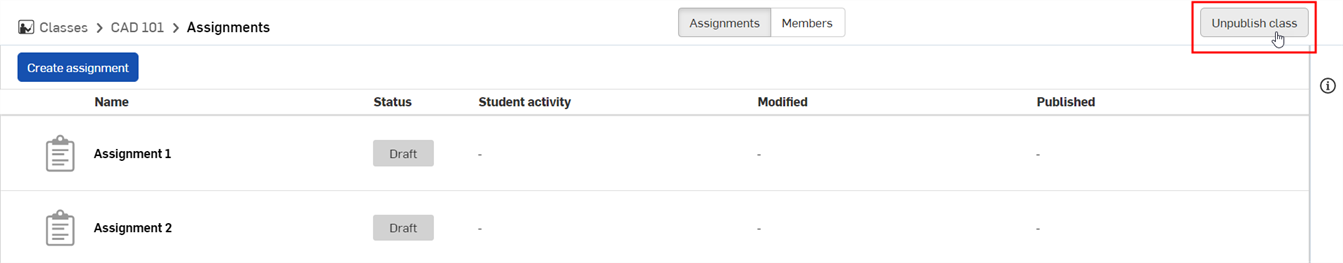 Classes > CAD 101 > Assignments
Assignments Members
Unpublish class
Create assignment
Name Status Student activity Modified Published
Assignment 1 Draft - - -
Assignment 2 Draft - - -